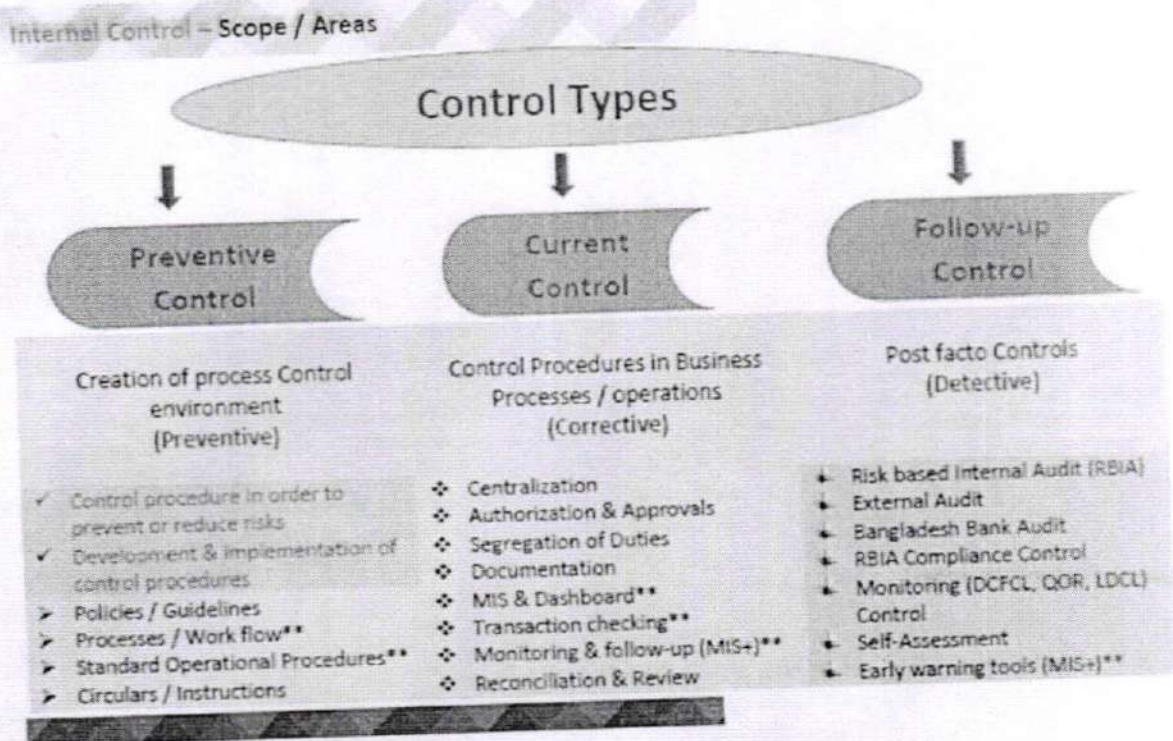 Internal Control – Scope / Areas
Control Types
Preventive
Control
Current
Control
Follow-up
Control
Creation of process Control
environment
(Preventive)
✓ Control procedure in order to
prevent or reduce risks
✓ Development & implementation of
control procedures
➢ Policies / Guidelines
➢ Processes / Work flow**
➢ Standard Operational Procedures**
➢ Circulars / Instructions
Control Procedures in Business
Processes / operations
(Corrective)
❖ Centralization
❖ Authorization & Approvals
❖ Segregation of Duties
❖ Documentation
❖ MIS & Dashboard**
❖ Transaction checking**
❖ Monitoring & follow-up (MIS+)**
❖ Reconciliation & Review
Post facto Controls
(Detective)
Risk based Internal Audit (RBIA)
External Audit
Bangladesh Bank Audit
RBIA Compliance Control
Monitoring (DCFCL, QOR, LDCL)
Control
Self-Assessment
Early warning tools (MIS+)**